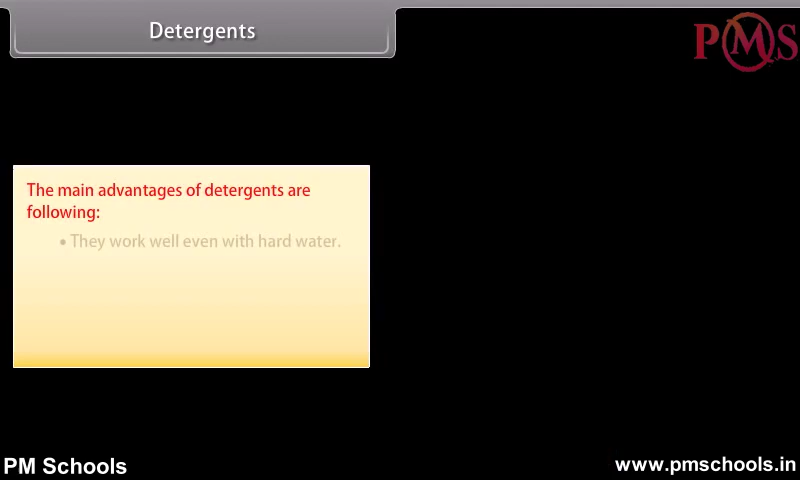 Detergents
PMS
The main advantages of detergents are
following:
• They work well even with hard water.
PM Schools
www.pmschools.in